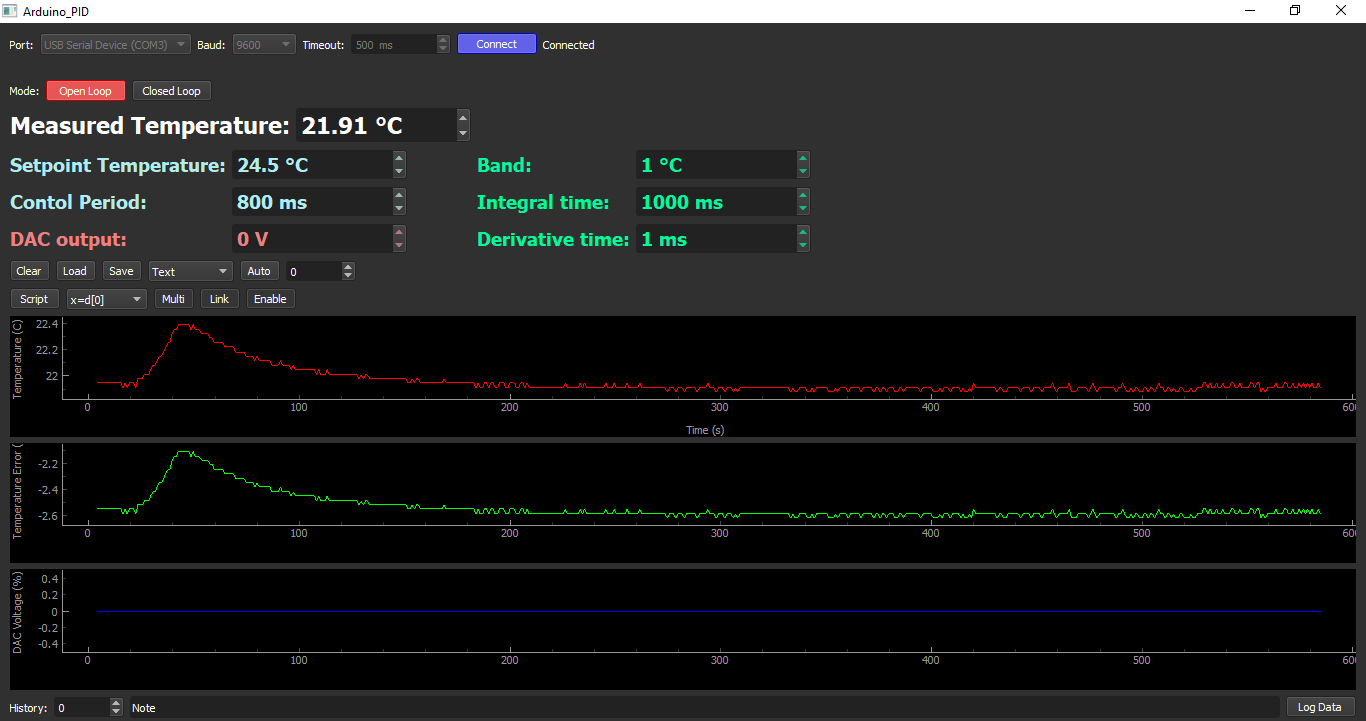 Arduino_PID
Port: USB Serial Device (COM3) Baud: 9600 Timeout: 500 ms Connect Connected
Mode: Open Loop Closed Loop
Measured Temperature: 21.91 °C
Setpoint Temperature: 24.5 °C Band: 1 °C
Contol Period: 800 ms Integral time: 1000 ms
DAC output: 0 V Derivative time: 1 ms
Clear Load Save Text Auto 0
Script x=d[0] Multi Link Enable
Temperature (C)
22.4
22.2
22
0 100 200 300 400 500 600
Time (s)
Temperature Error (
-2.2
-2.4
-2.6
0 100 200 300 400 500 600
DAC Voltage (%)
0.4
0.2
0
-0.2
-0.4
0 100 200 300 400 500 600
History: 0 Note Log Data